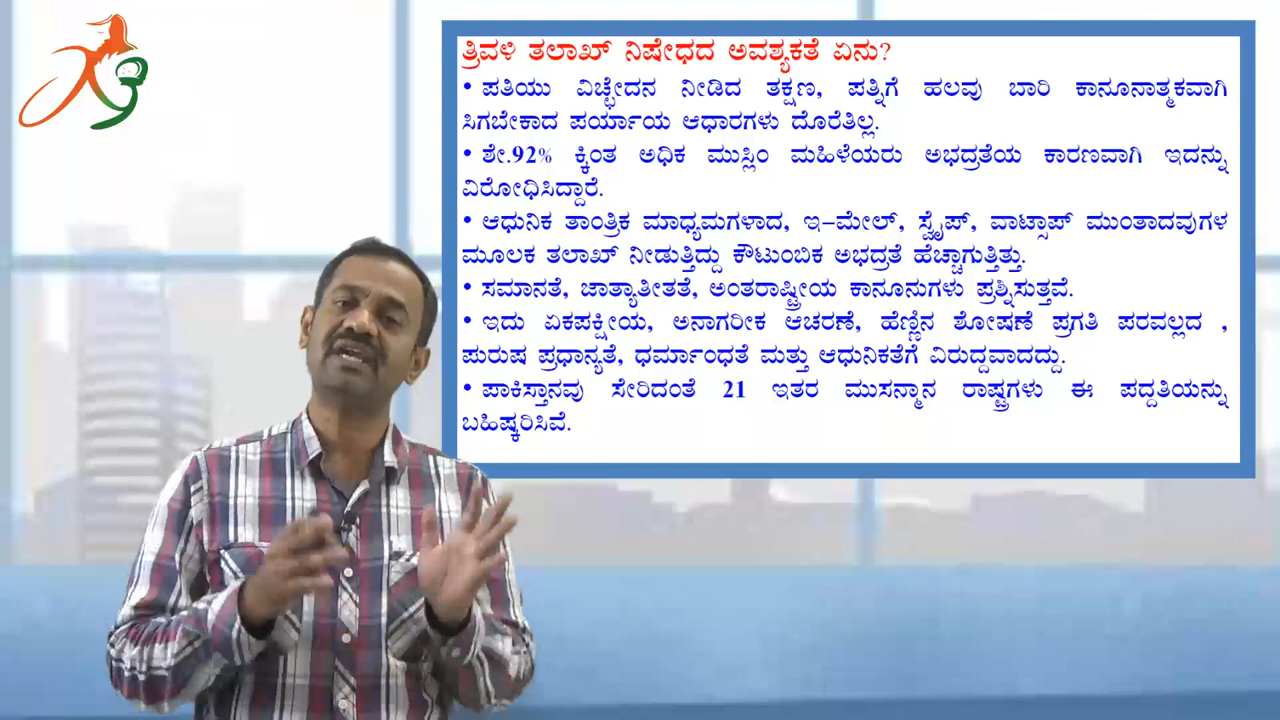 ತ್ರಿವಳಿ ತಲಾಖ್ ನಿಷೇಧದ ಅವಶ್ಯಕತೆ ಏನು?
• ಪತಿಯು ವಿಚ್ಛೇದನ ನೀಡಿದ ತಕ್ಷಣ, ಪತ್ನಿಗೆ ಹಲವು ಬಾರಿ ಕಾನೂನಾತ್ಮಕವಾಗಿ
ಸಿಗಬೇಕಾದ ಪರ್ಯಾಯ ಆಧಾರಗಳು ದೊರೆತಿಲ್ಲ.
• ಶೇ.92% ಕ್ಕಿಂತ ಅಧಿಕ ಮುಸ್ಲಿಂ ಮಹಿಳೆಯರು ಅಭದ್ರತೆಯ ಕಾರಣವಾಗಿ ಇದನ್ನು
ವಿರೋಧಿಸಿದ್ದಾರೆ.
• ಆಧುನಿಕ ತಾಂತ್ರಿಕ ಮಾಧ್ಯಮಗಳಾದ, ಇ-ಮೇಲ್, ಸ್ಕೈಪ್, ವಾಟ್ಸಾಪ್ ಮುಂತಾದವುಗಳ
ಮೂಲಕ ತಲಾಖ್ ನೀಡುತ್ತಿದ್ದು ಕೌಟುಂಬಿಕ ಅಭದ್ರತೆ ಹೆಚ್ಚಾಗುತ್ತಿತ್ತು.
• ಸಮಾನತೆ, ಜಾತ್ಯಾತೀತತೆ, ಅಂತರಾಷ್ಟ್ರೀಯ ಕಾನೂನುಗಳು ಪ್ರಶ್ನಿಸುತ್ತವೆ.
• ಇದು ಏಕಪಕ್ಷೀಯ, ಅನಾಗರೀಕ ಆಚರಣೆ, ಹೆಣ್ಣಿನ ಶೋಷಣೆ ಪ್ರಗತಿ ಪರವಲ್ಲದ ,
ಪುರುಷ ಪ್ರಧಾನ್ಯತೆ, ಧರ್ಮಾಂಧತೆ ಮತ್ತು ಆಧುನಿಕತೆಗೆ ವಿರುದ್ದವಾದದ್ದು.
• ಪಾಕಿಸ್ತಾನವು ಸೇರಿದಂತೆ 21 ಇತರ ಮುಸನ್ಮಾನ ರಾಷ್ಟ್ರಗಳು ಈ ಪದ್ದತಿಯನ್ನು
ಬಹಿಷ್ಕರಿಸಿವೆ.